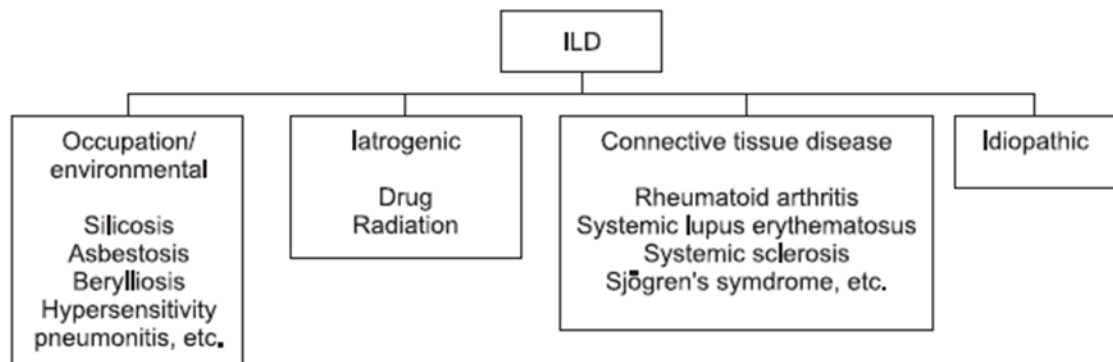 ILD
Occupation/
environmental
Silicosis
Asbestosis
Berylliosis
Hypersensitivity
pneumonitis, etc.
Iatrogenic
Drug
Radiation
Connective tissue disease
Rheumatoid arthritis
Systemic lupus erythematosus
Systemic sclerosis
Sjögren's symdrome, etc.
Idiopathic